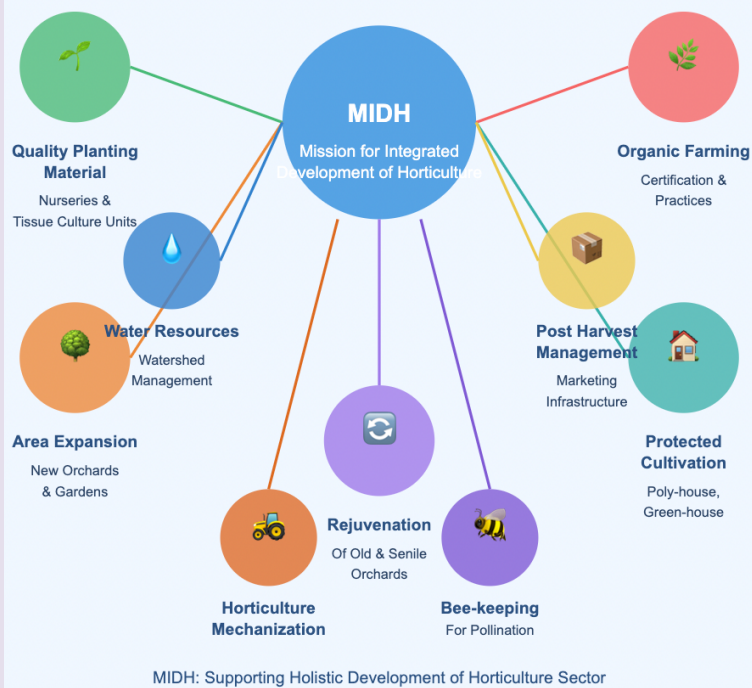 MIDH
Mission for Integrated
Development of Horticulture
Quality Planting
Material
Nurseries &
Tissue Culture Units
Organic Farming
Certification &
Practices
Water Resources
Watershed
Management
Post Harvest
Management
Marketing
Infrastructure
Area Expansion
New Orchards
& Gardens
Protected
Cultivation
Poly-house,
Green-house
Rejuvenation
Of Old & Senile
Orchards
Horticulture
Mechanization
Bee-keeping
For Pollination
MIDH: Supporting Holistic Development of Horticulture Sector